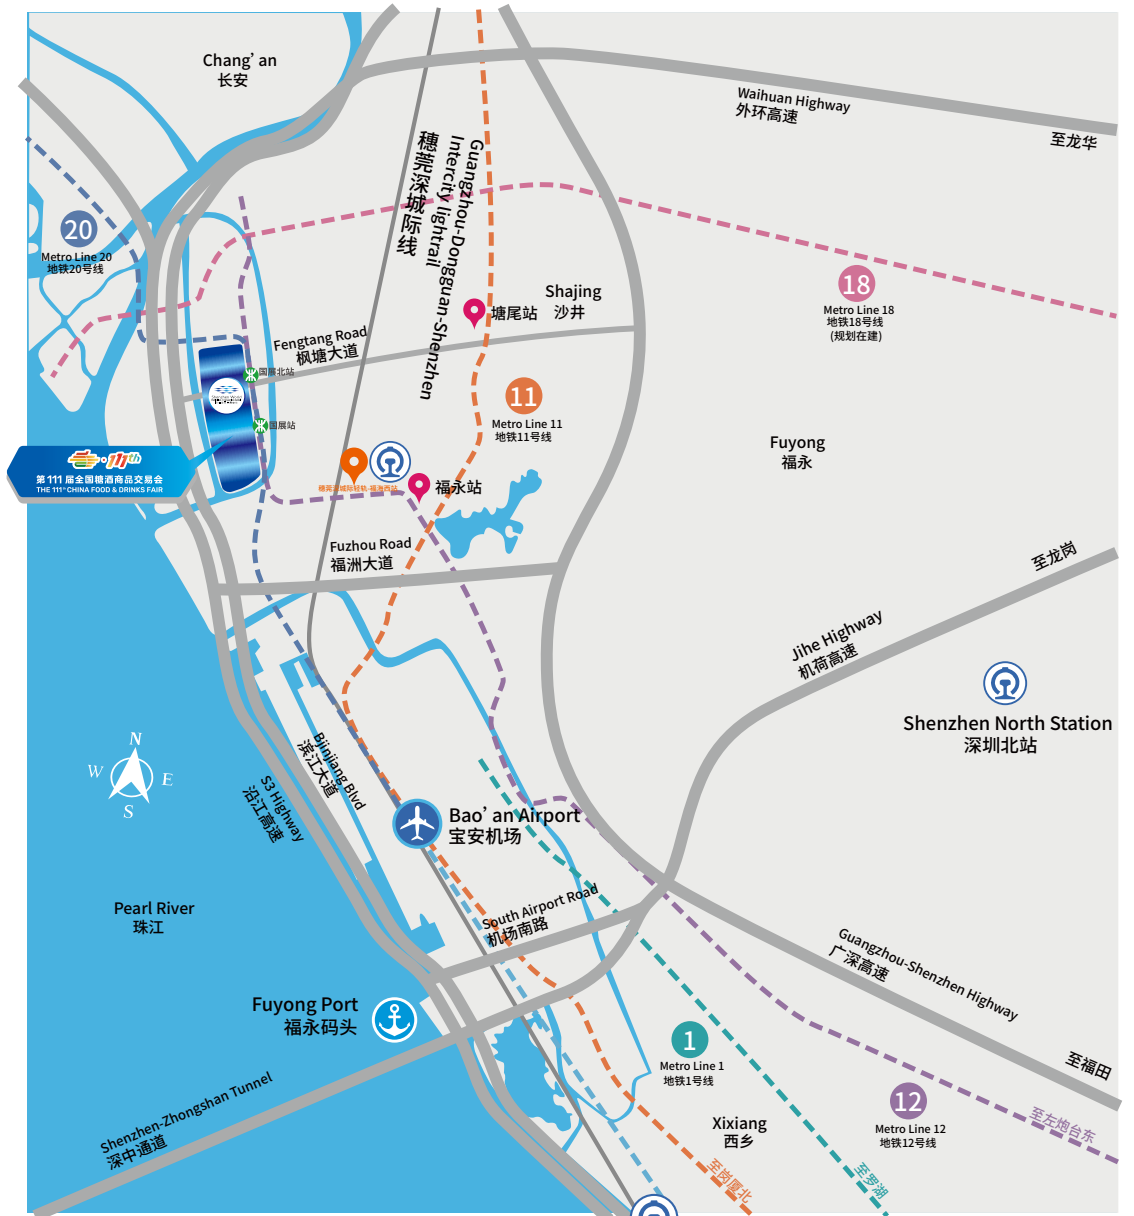 Chang’ an
长安
Waihuan Highway
外环高速
至龙华
穗莞深城际线
Guangzhou-Dongguan-Shenzhen
Intercity lightrail
20
Metro Line 20
地铁20号线
18
Metro Line 18
地铁18号线
(规划在建)
Shajing
沙井
塘尾站
Fengtang Road
枫塘大道
国展北站
国展站
11
Metro Line 11
地铁11号线
Fuyong
福永
第111届全国糖酒商品交易会
THE 111th CHINA FOOD & DRINKS FAIR
福永站
Fuzhou Road
福洲大道
至龙岗
Jihe Highway
机荷高速
Shenzhen North Station
深圳北站
N
W
E
S
Binjiang Blvd
滨江大道
S3 Highway
沿江高速
Bao’ an Airport
宝安机场
Pearl River
珠江
South Airport Road
机场南路
Guangzhou-Shenzhen Highway
广深高速
Fuyong Port
福永码头
1
Metro Line 1
地铁1号线
至福田
12
Metro Line 12
地铁12号线
至左炮台东
Shenzhen-Zhongshan Tunnel
深中通道
Xixiang
西乡
至岗厦北
至罗湖